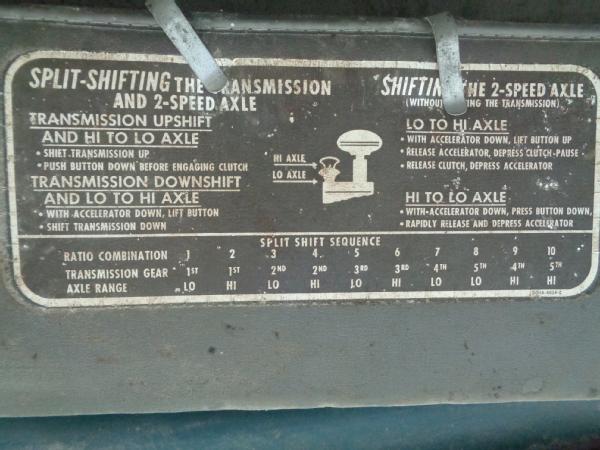 SPLIT-SHIFTING THE TRANSMISSION
AND 2-SPEED AXLE
TRANSMISSION UPSHIFT
AND HI TO LO AXLE
• SHIFT TRANSMISSION UP
• PUSH BUTTON DOWN BEFORE ENGAGING CLUTCH
TRANSMISSION DOWNSHIFT
AND LO TO HI AXLE
• WITH ACCELERATOR DOWN, LIFT BUTTON
• SHIFT TRANSMISSION DOWN
HI AXLE
LO AXLE
SHIFTING THE 2-SPEED AXLE
(WITHOUT THE TRANSMISSION)
LO TO HI AXLE
• WITH ACCELERATOR DOWN, LIFT BUTTON UP
• RELEASE ACCELERATOR, DEPRESS CLUTCH-PAUSE
• RELEASE CLUTCH, DEPRESS ACCELERATOR
HI TO LO AXLE
• WITH ACCELERATOR DOWN, PRESS BUTTON DOWN,
• RAPIDLY RELEASE AND DEPRESS ACCELERATOR
SPLIT SHIFT SEQUENCE
RATIO COMBINATION 1 2 3 4 5 6 7 8 9 10
TRANSMISSION GEAR 1ST 1ST 2ND 2ND 3RD 3RD 4TH 5TH 4TH 5TH
AXLE RANGE LO HI LO HI LO HI LO LO HI HI